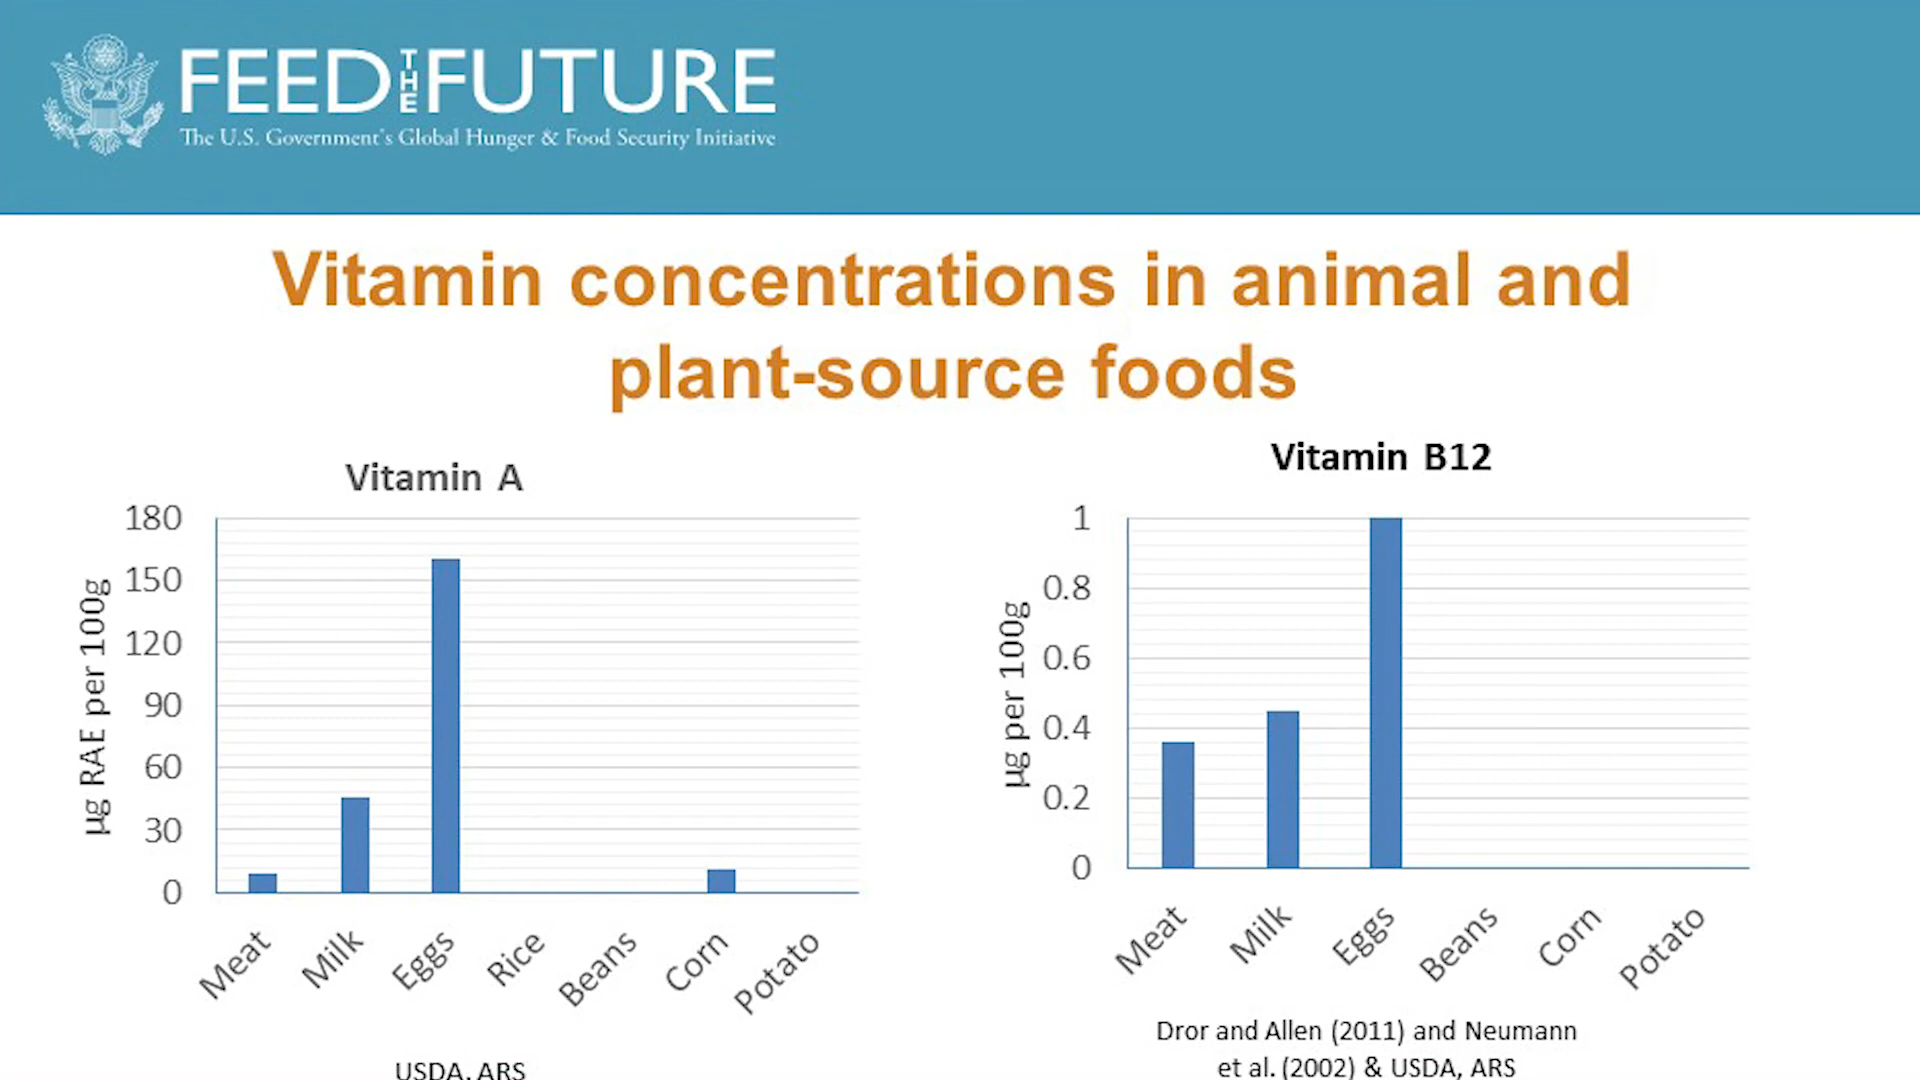 FEED THE FUTURE
The U.S. Government's Global Hunger & Food Security Initiative
Vitamin concentrations in animal and
plant-source foods
Vitamin A
180
150
120
90
60
30
0
µg RAE per 100g
Meat
Milk
Eggs
Rice
Beans
Corn
Potato
USDA, ARS
Vitamin B12
1
0.8
0.6
0.4
0.2
0
µg per 100g
Meat
Milk
Eggs
Beans
Corn
Potato
Dror and Allen (2011) and Neumann
et al. (2002) & USDA, ARS